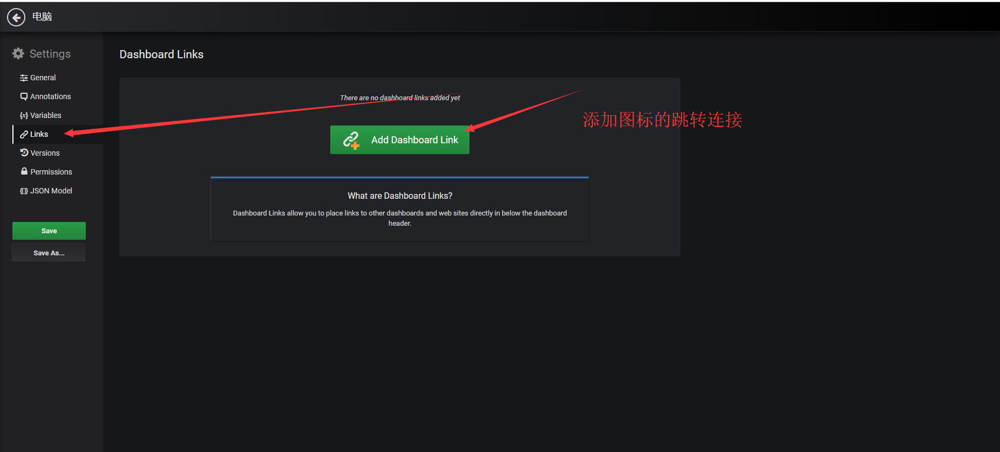 电脑
Settings
General
Annotations
Variables
Links
Versions
Permissions
JSON Model
Save
Save As...
Dashboard Links
There are no dashboard links added yet
添加图标的跳转连接
Add Dashboard Link
What are Dashboard Links?
Dashboard Links allow you to place links to other dashboards and web sites directly in below the dashboard
header.